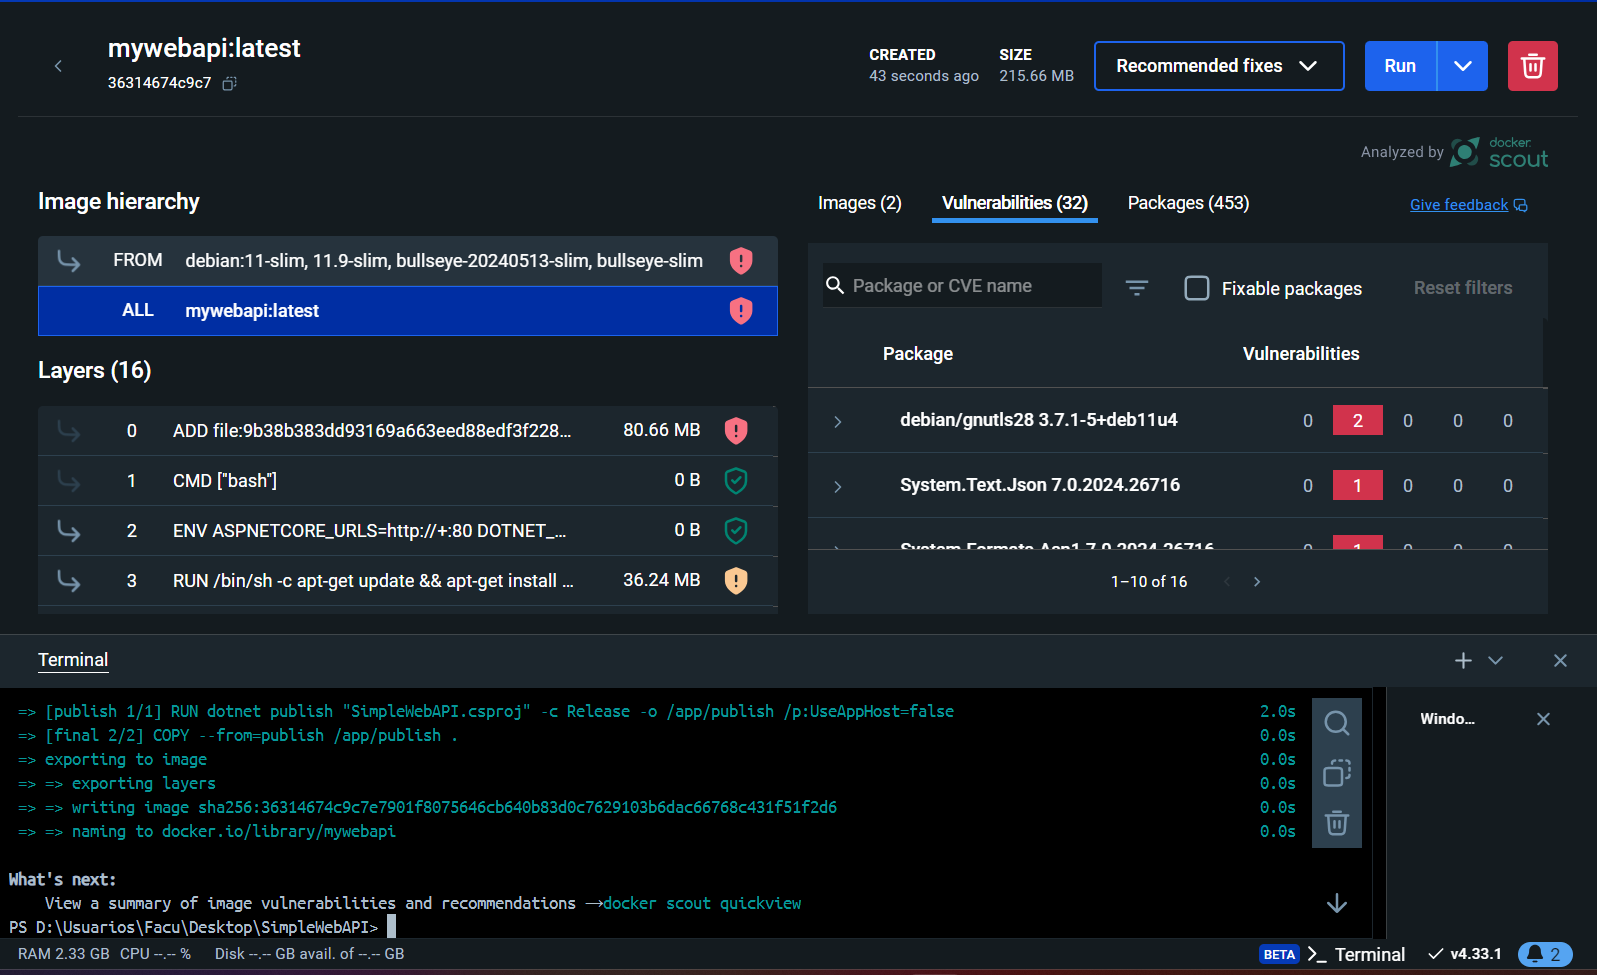 mywebapi:latest
36314674c9c7
CREATED
43 seconds ago
SIZE
215.66 MB
Recommended fixes
Run
Analyzed by docker scout
Image hierarchy
FROM debian:11-slim, 11.9-slim, bullseye-20240513-slim, bullseye-slim
ALL mywebapi:latest
Layers (16)
0 ADD file:9b38b383dd93169a663eed88edf3f228... 80.66 MB
1 CMD ["bash"] 0 B
2 ENV ASPNETCORE_URLS=http://+:80 DOTNET_... 0 B
3 RUN /bin/sh -c apt-get update && apt-get install ... 36.24 MB
Images (2) Vulnerabilities (32) Packages (453)
Give feedback
Package or CVE name
Fixable packages
Reset filters
Package Vulnerabilities
debian/gnutls28 3.7.1-5+deb11u4 0 2 0 0 0
System.Text.Json 7.0.2024.26716 0 1 0 0 0
System.Formats.Asn1 7.0.2024.26716 0 1 0 0 0
1–10 of 16
Terminal
=> [publish 1/1] RUN dotnet publish "SimpleWebAPI.csproj" -c Release -o /app/publish /p:UseAppHost=false 2.0s
=> [final 2/2] COPY --from=publish /app/publish . 0.0s
=> exporting to image 0.0s
=> => exporting layers 0.0s
=> => writing image sha256:36314674c9c7e7901f8075646cb640b83d0c7629103b6dac66768c431f51f2d6 0.0s
=> => naming to docker.io/library/mywebapi 0.0s
What's next:
View a summary of image vulnerabilities and recommendations →docker scout quickview
PS D:\Usuarios\Facu\Desktop\SimpleWebAPI>
Windo...
RAM 2.33 GB CPU --.-- % Disk --.-- GB avail. of --.-- GB
BETA >_ Terminal v4.33.1 2